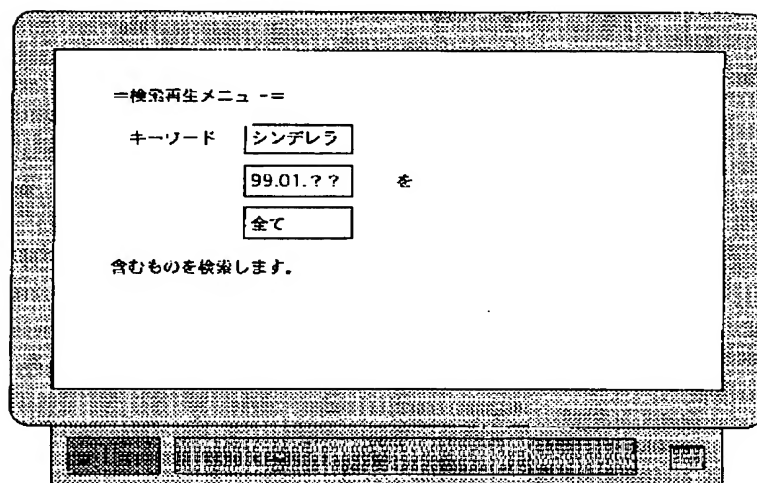 =検索再生メニュー=
キーワード シンデレラ
99.01.?? を
全て
含むものを検索します。